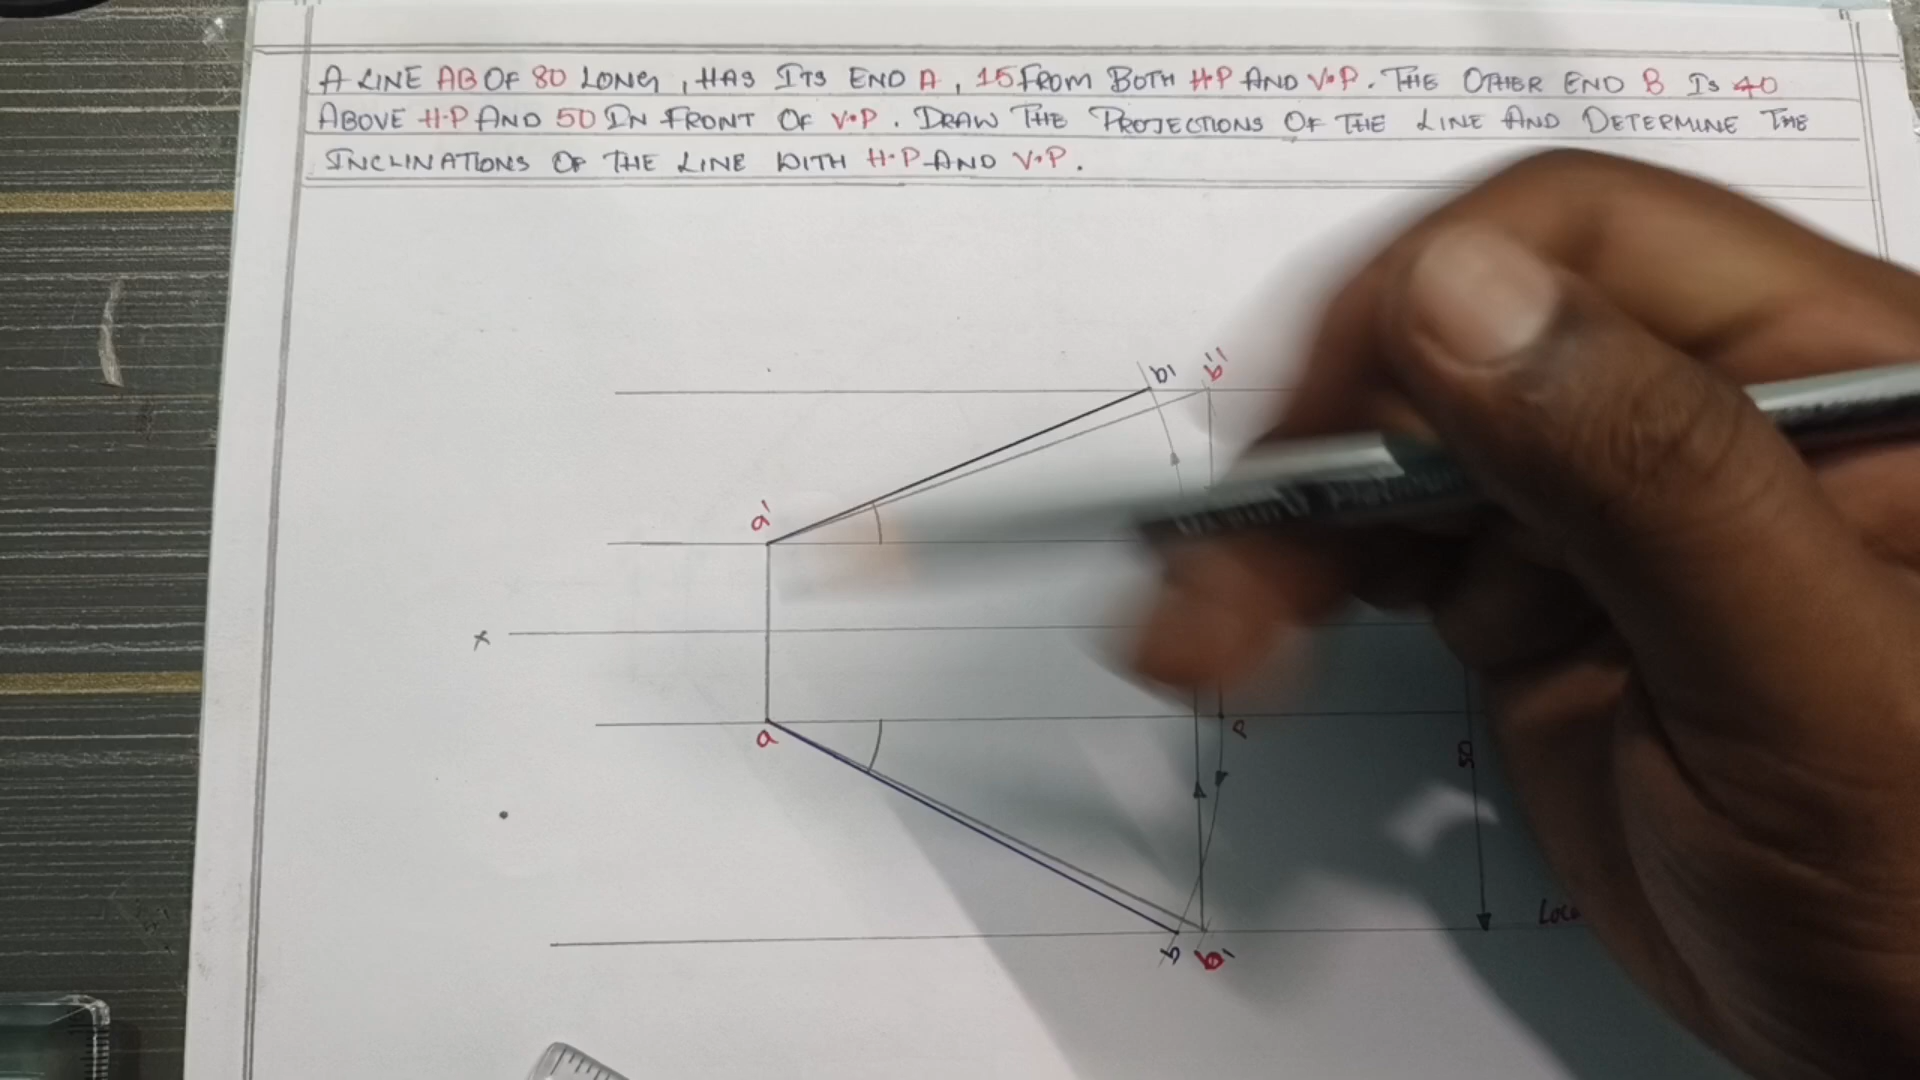 A LINE AB OF 80 LONG, HAS ITS END A, 15 FROM BOTH H.P AND V.P. THE OTHER END B IS 40
ABOVE H.P AND 50 IN FRONT OF V.P. DRAW THE PROJECTIONS OF THE LINE AND DETERMINE THE
INCLINATIONS OF THE LINE WITH H.P AND V.P.
b' b1'
a'
X
a P
50
b b1